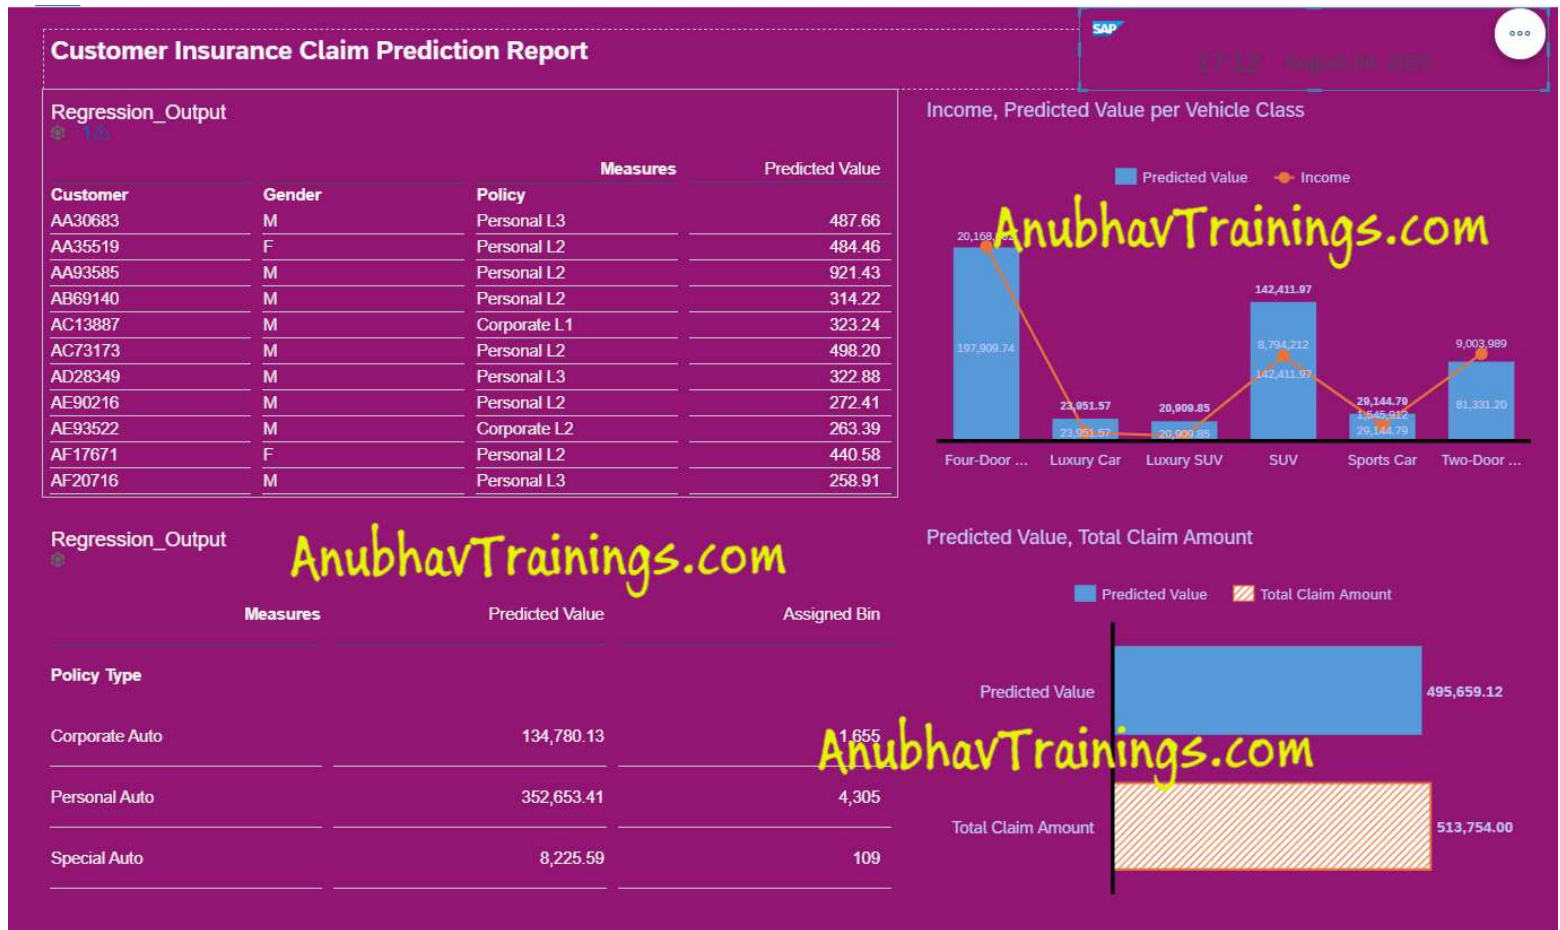 SAP
Customer Insurance Claim Prediction Report
17:12
Regression_Output
1
Measures Predicted Value
Customer Gender Policy
AA30683 M Personal L3 487.66
AA35519 F Personal L2 484.46
AA93585 M Personal L2 921.43
AB69140 M Personal L2 314.22
AC13887 M Corporate L1 323.24
AC73173 M Personal L2 498.20
AD28349 M Personal L3 322.88
AE90216 M Personal L2 272.41
AE93522 M Corporate L2 263.39
AF17671 F Personal L2 440.58
AF20716 M Personal L3 258.91
Income, Predicted Value per Vehicle Class
Predicted Value Income
AnubhavTrainings.com
142,411.97
197,909.74 8,794,212 9,003,989
142,411.97
23,951.57 20,909.85 29,144.79 81,331.20
1,545,912
23,951.57 20,909.85 29,144.79
Four-Door ... Luxury Car Luxury SUV SUV Sports Car Two-Door ...
Regression_Output
AnubhavTrainings.com
Measures Predicted Value Assigned Bin
Policy Type
Corporate Auto 134,780.13 1,655
Personal Auto 352,653.41 4,305
Special Auto 8,225.59 109
Predicted Value, Total Claim Amount
Predicted Value Total Claim Amount
Predicted Value 495,659.12
AnubhavTrainings.com
Total Claim Amount 513,754.00